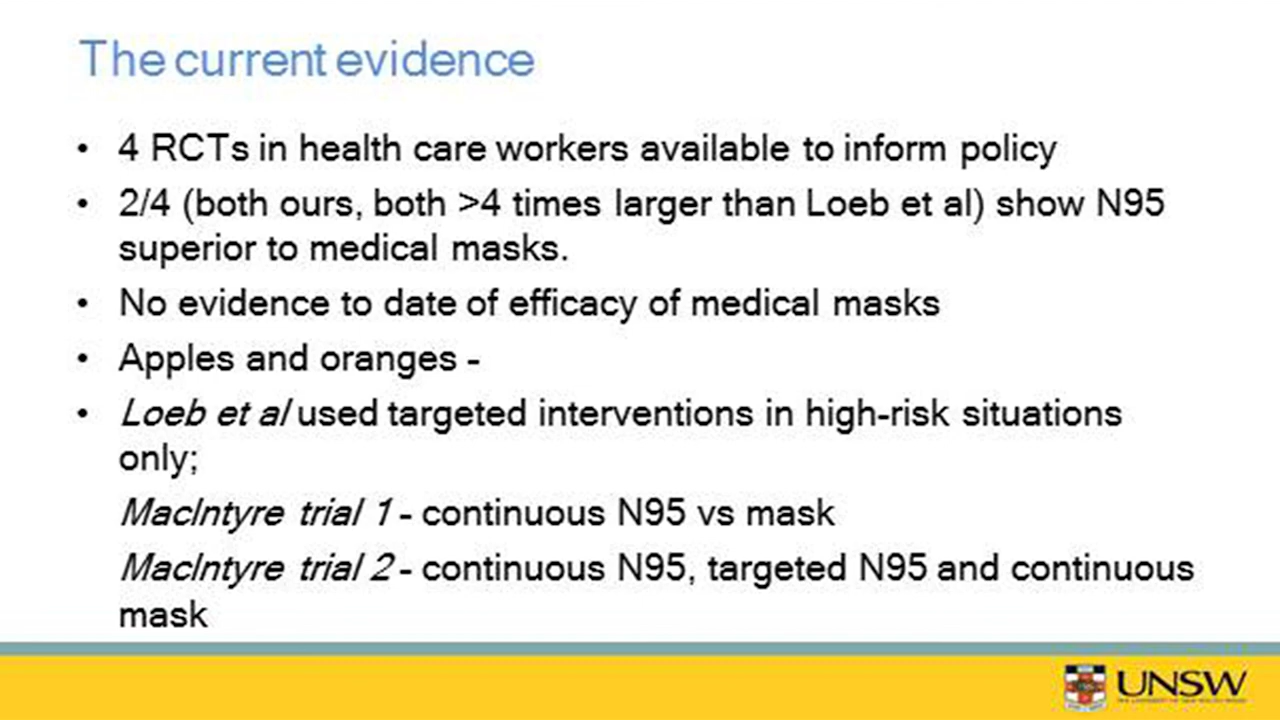 The current evidence
• 4 RCTs in health care workers available to inform policy
• 2/4 (both ours, both >4 times larger than Loeb et al) show N95
superior to medical masks.
• No evidence to date of efficacy of medical masks
• Apples and oranges -
• Loeb et al used targeted interventions in high-risk situations
only;
MacIntyre trial 1 - continuous N95 vs mask
MacIntyre trial 2 - continuous N95, targeted N95 and continuous
mask
UNSW